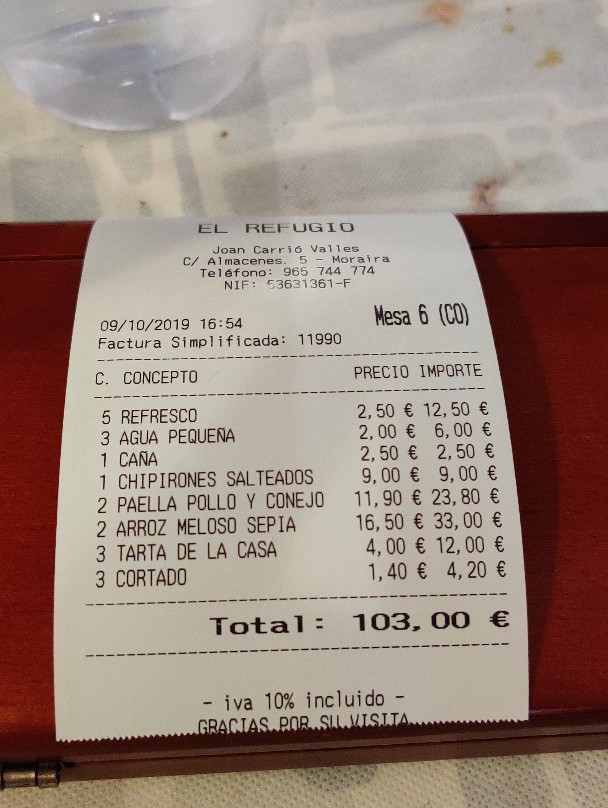 EL REFUGIO
Joan Carrió Valles
C/ Almacenes. 5 - Moraira
Teléfono: 965 744 774
NIF: 53631361-F
09/10/2019 16:54 Mesa 6 (CO)
Factura Simplificada: 11990
C. CONCEPTO PRECIO IMPORTE
5 REFRESCO 2,50 € 12,50 €
3 AGUA PEQUEÑA 2,00 € 6,00 €
1 CAÑA 2,50 € 2,50 €
1 CHIPIRONES SALTEADOS 9,00 € 9,00 €
2 PAELLA POLLO Y CONEJO 11,90 € 23,80 €
2 ARROZ MELOSO SEPIA 16,50 € 33,00 €
3 TARTA DE LA CASA 4,00 € 12,00 €
3 CORTADO 1,40 € 4,20 €
Total: 103,00 €
- iva 10% incluido -
GRACIAS POR SU VISITA